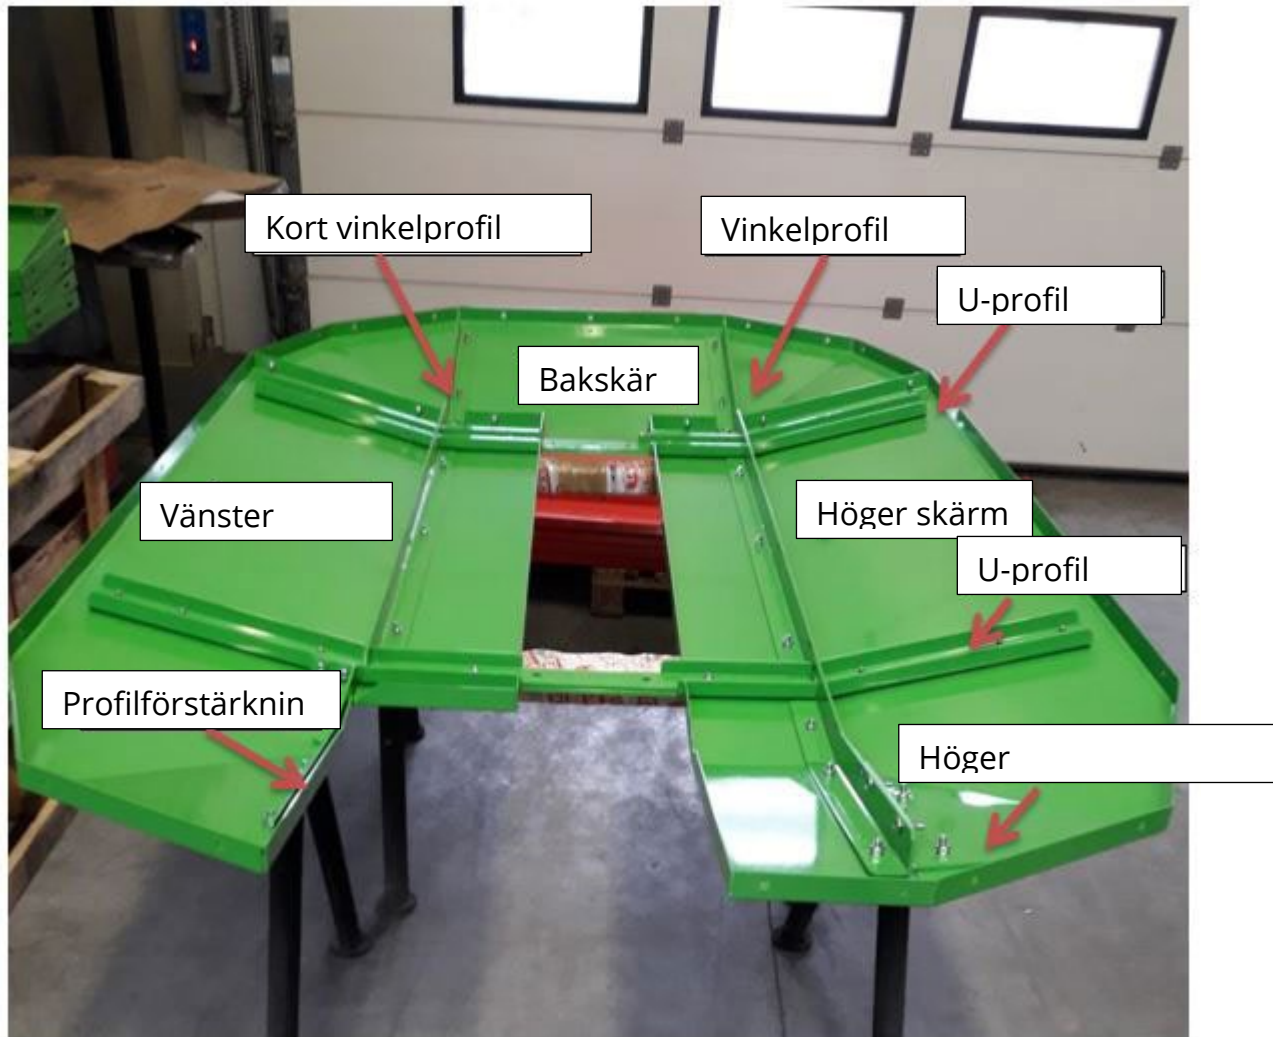 Kort vinkelprofil
Vinkelprofil
U-profil
Bakskär
Vänster
Höger skärm
U-profil
Profilförstärknin
Höger